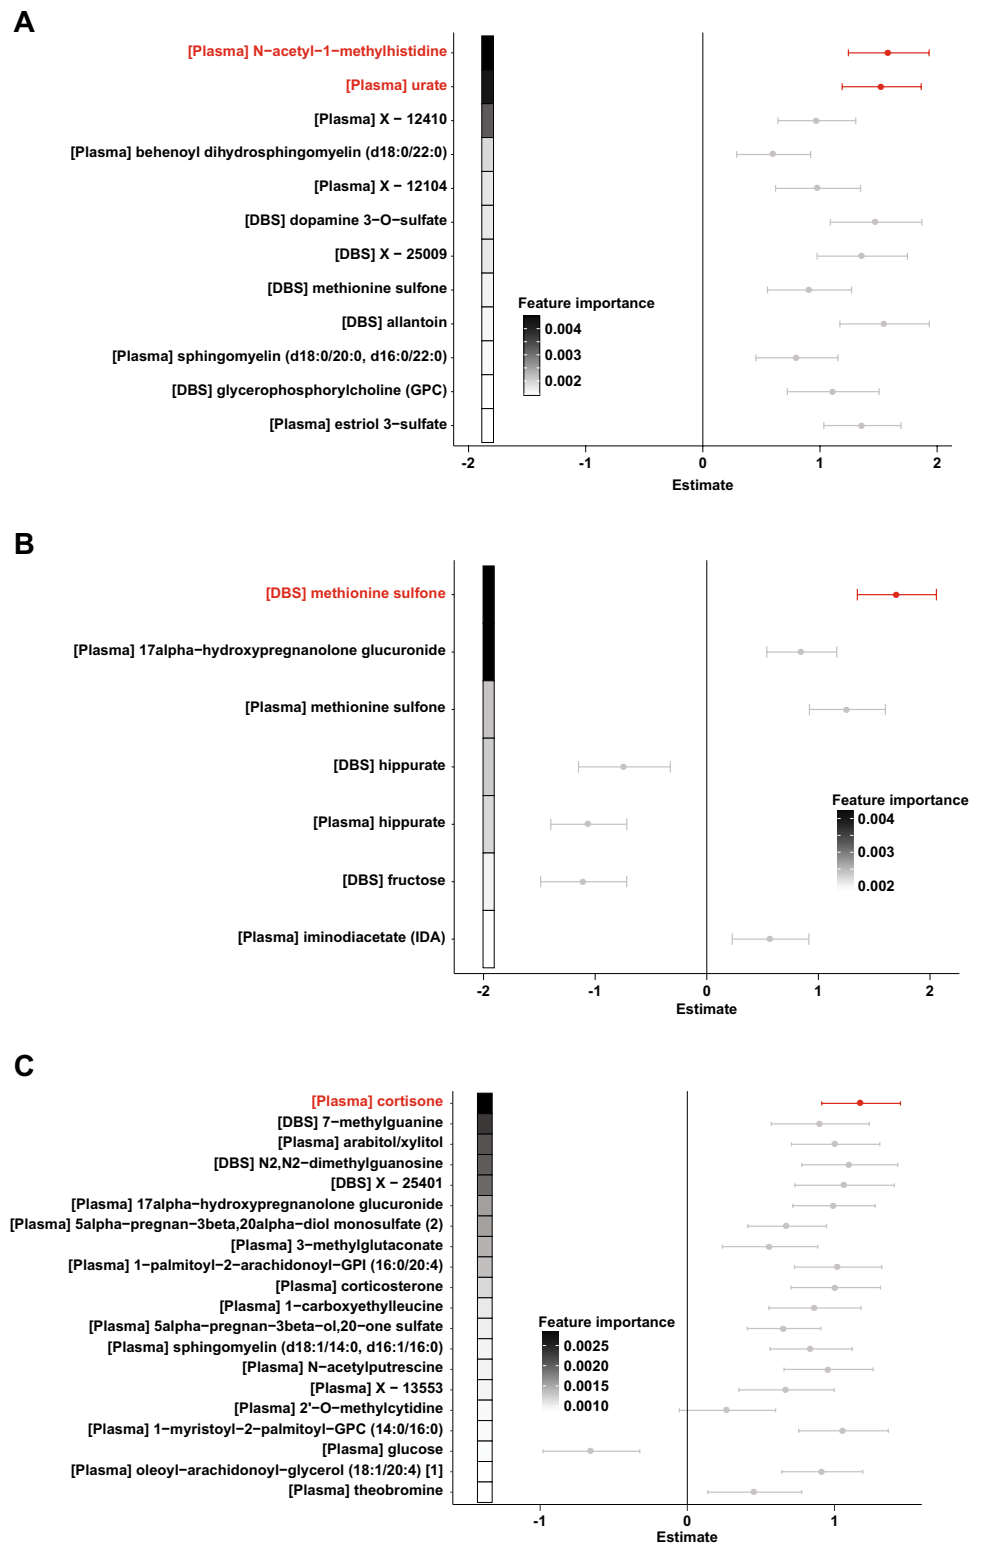 A
[Plasma] N−acetyl−1−methylhistidine
[Plasma] urate
[Plasma] X − 12410
[Plasma] behenoyl dihydrosphingomyelin (d18:0/22:0)
[Plasma] X − 12104
[DBS] dopamine 3−O−sulfate
[DBS] X − 25009
[DBS] methionine sulfone
[DBS] allantoin
[Plasma] sphingomyelin (d18:0/20:0, d16:0/22:0)
[DBS] glycerophosphorylcholine (GPC)
[Plasma] estriol 3−sulfate
Feature importance
0.004
0.003
0.002
-2 -1 0 1 2
Estimate
B
[DBS] methionine sulfone
[Plasma] 17alpha−hydroxypregnanolone glucuronide
[Plasma] methionine sulfone
[DBS] hippurate
[Plasma] hippurate
[DBS] fructose
[Plasma] iminodiacetate (IDA)
Feature importance
0.004
0.003
0.002
-2 -1 0 1 2
Estimate
C
[Plasma] cortisone
[DBS] 7−methylguanine
[Plasma] arabitol/xylitol
[DBS] N2,N2−dimethylguanosine
[DBS] X − 25401
[Plasma] 17alpha−hydroxypregnanolone glucuronide
[Plasma] 5alpha−pregnan−3beta,20alpha−diol monosulfate (2)
[Plasma] 3−methylglutaconate
[Plasma] 1−palmitoyl−2−arachidonoyl−GPI (16:0/20:4)
[Plasma] corticosterone
[Plasma] 1−carboxyethylleucine
[Plasma] 5alpha−pregnan−3beta−ol,20−one sulfate
[Plasma] sphingomyelin (d18:1/14:0, d16:1/16:0)
[Plasma] N−acetylputrescine
[Plasma] X − 13553
[Plasma] 2'−O−methylcytidine
[Plasma] 1−myristoyl−2−palmitoyl−GPC (14:0/16:0)
[Plasma] glucose
[Plasma] oleoyl−arachidonoyl−glycerol (18:1/20:4) [1]
[Plasma] theobromine
Feature importance
0.0025
0.0020
0.0015
0.0010
-1 0 1
Estimate